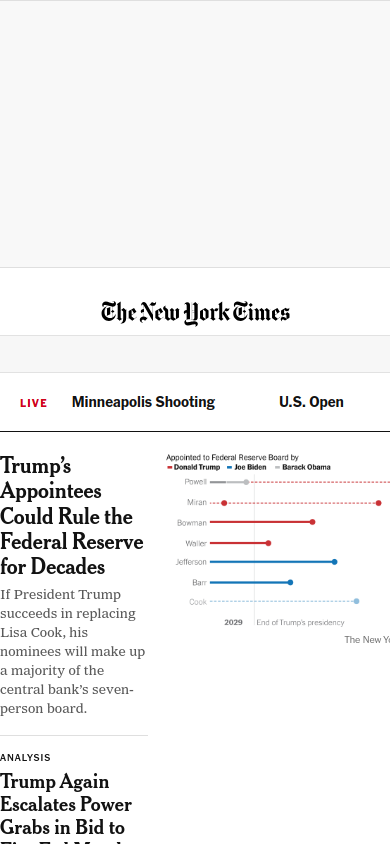 The New York Times
LIVE
Minneapolis Shooting
U.S. Open
Trump’s
Appointees
Could Rule the
Federal Reserve
for Decades
If President Trump
succeeds in replacing
Lisa Cook, his
nominees will make up
a majority of the
central bank’s seven-
person board.
Appointed to Federal Reserve Board by
Donald Trump Joe Biden Barack Obama
Powell
Miran
Bowman
Waller
Jefferson
Barr
Cook
2029 End of Trump’s presidency
The New Yo
ANALYSIS
Trump Again
Escalates Power
Grabs in Bid to